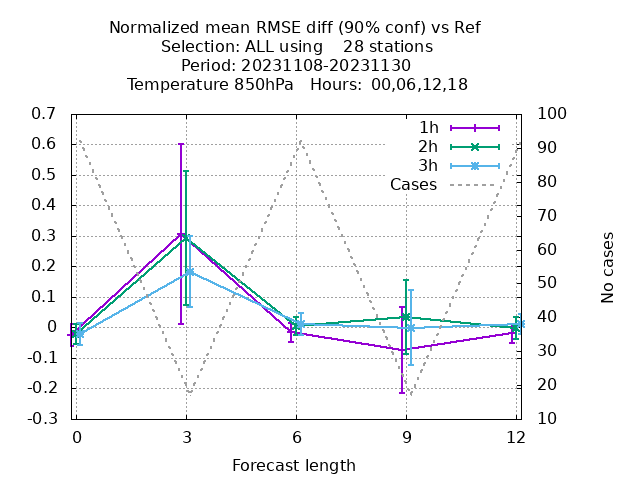 Normalized mean RMSE diff (90% conf) vs Ref
Selection: ALL using    28 stations
Period: 20231108-20231130
Temperature 850hPa   Hours:  00,06,12,18
0.7
0.6
0.5
0.4
0.3
0.2
0.1
0
-0.1
-0.2
-0.3
100
90
80
70
60
50
40
30
20
10
1h
2h
3h
Cases
No cases
0 3 6 9 12
Forecast length